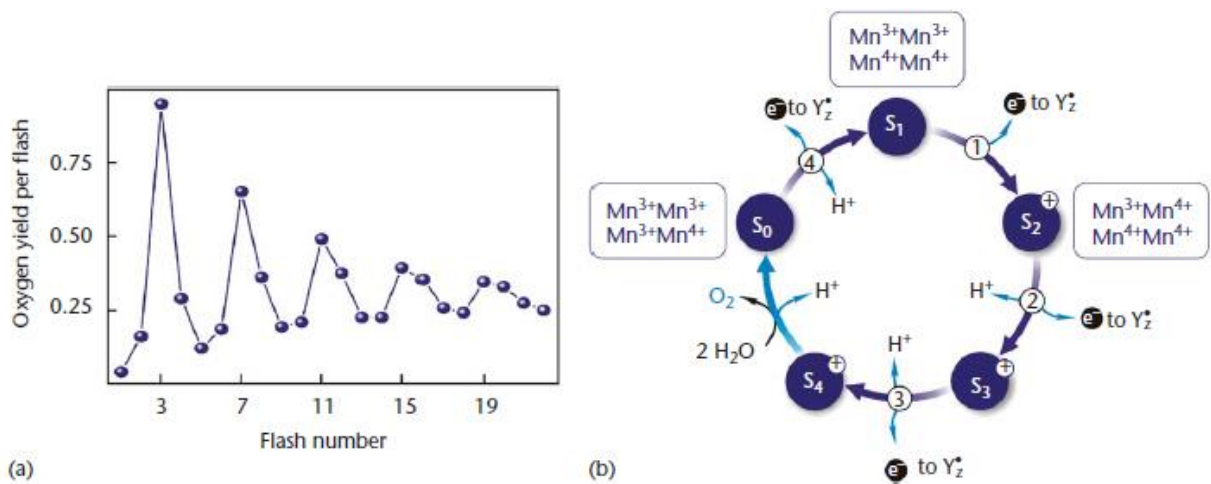 Oxygen yield per flash
0.75
0.50
0.25
3 7 11 15 19
Flash number
(a)
Mn³⁺Mn³⁺
Mn⁴⁺Mn⁴⁺
e⁻ to Y•z
S₁
1
e⁻ to Y•z
4
H⁺
Mn³⁺Mn³⁺
Mn³⁺Mn⁴⁺
S₀
S₂ +
Mn³⁺Mn⁴⁺
Mn⁴⁺Mn⁴⁺
O₂
H⁺
2 H₂O
H⁺
2
e⁻ to Y•z
S₄ +
H⁺
3
S₃ +
e⁻ to Y•z
(b)